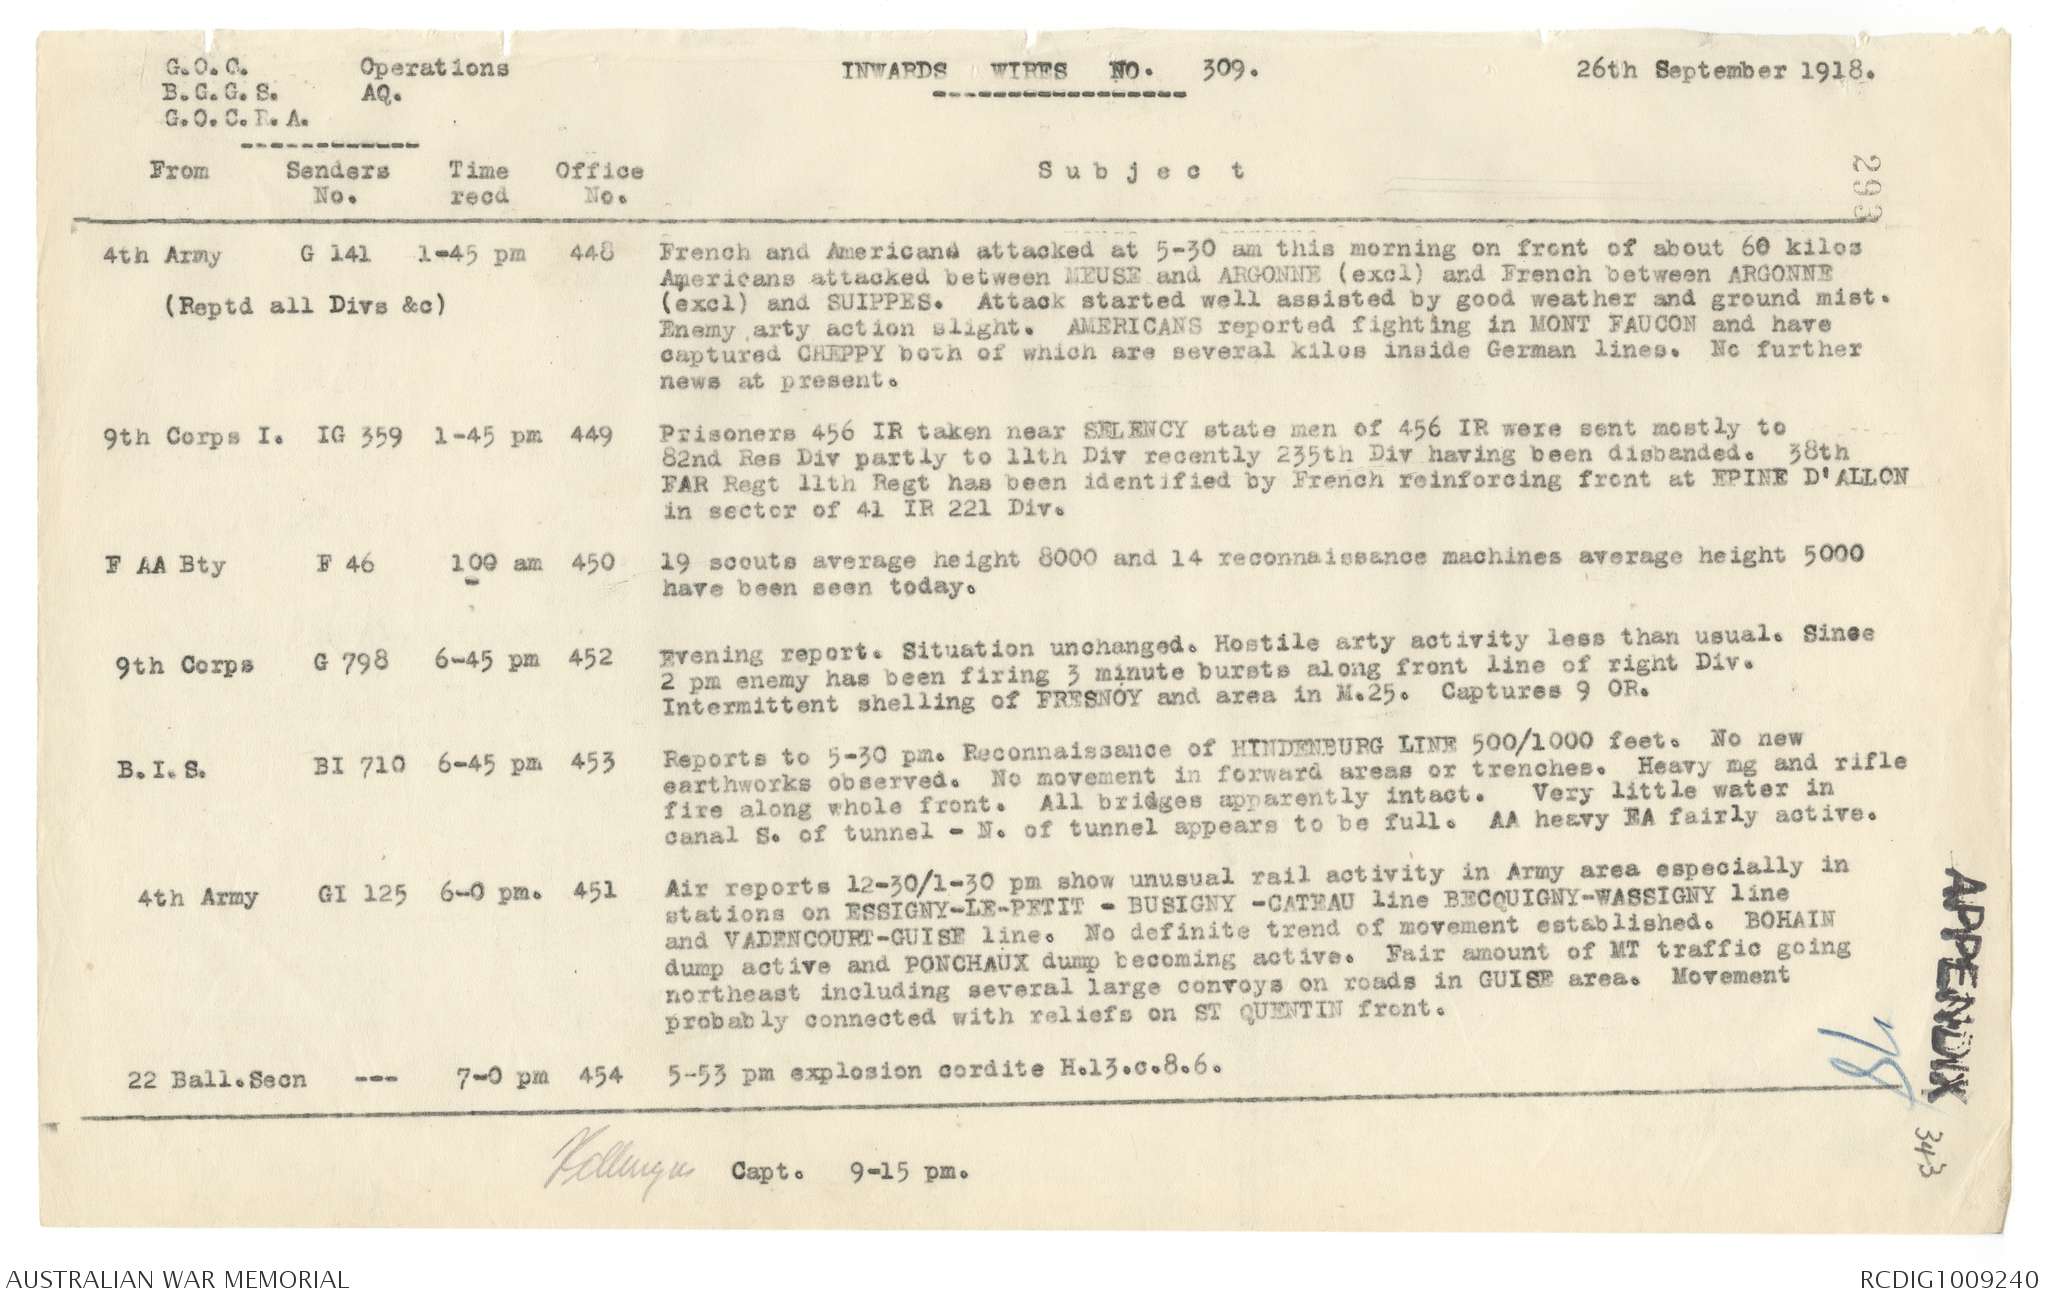 G.O.C. Operations INWARDS WIRES NO. 309. 26th September 1918.
B.G.G.S. AQ.
G.O.C.R.A.
From Senders No. Time recd Office No. Subject
293
4th Army G 141 1-45 pm 448 French and Americans attacked at 5-30 am this morning on front of about 60 kilos
Americans attacked between MEUSE and ARGONNE (excl) and French between ARGONNE
(Reptd all Divs &c) (excl) and SUIPPES. Attack started well assisted by good weather and ground mist.
Enemy arty action slight. AMERICANS reported fighting in MONT FAUCON and have
captured CHEPPY both of which are several kilos inside German lines. No further
news at present.
9th Corps I. IG 359 1-45 pm 449 Prisoners 456 IR taken near SELENCY state men of 456 IR were sent mostly to
82nd Res Div partly to 11th Div recently 235th Div having been disbanded. 38th
FAR Regt 11th Regt has been identified by French reinforcing front at EPINE D'ALLON
in sector of 41 IR 221 Div.
F AA Bty F 46 100 am 450 19 scouts average height 8000 and 14 reconnaissance machines average height 5000
have been seen today.
9th Corps G 798 6-45 pm 452 Evening report. Situation unchanged. Hostile arty activity less than usual. Since
2 pm enemy has been firing 3 minute bursts along front line of right Div.
Intermittent shelling of FRESNOY and area in M.25. Captures 9 OR.
B.I.S. BI 710 6-45 pm 453 Reports to 5-30 pm. Reconnaissance of HINDENBURG LINE 500/1000 feet. No new
earthworks observed. No movement in forward areas or trenches. Heavy mg and rifle
fire along whole front. All bridges apparently intact. Very little water in
canal S. of tunnel - N. of tunnel appears to be full. AA heavy EA fairly active.
4th Army GI 125 6-0 pm. 451 Air reports 12-30/1-30 pm show unusual rail activity in Army area especially in
stations on ESSIGNY-LE-PETIT - BUSIGNY -CATEAU line BECQUIGNY-WASSIGNY line
and VADENCOURT-GUISE line. No definite trend of movement established. BOHAIN
dump active and PONCHAUX dump becoming active. Fair amount of MT traffic going
northeast including several large convoys on roads in GUISE area. Movement
probably connected with reliefs on ST QUENTIN front.
22 Ball.Secn --- 7-0 pm 454 5-53 pm explosion cordite H.13.c.8.6.
Capt. 9-15 pm.
APPENDIX
343
AUSTRALIAN WAR MEMORIAL RCDIG1009240